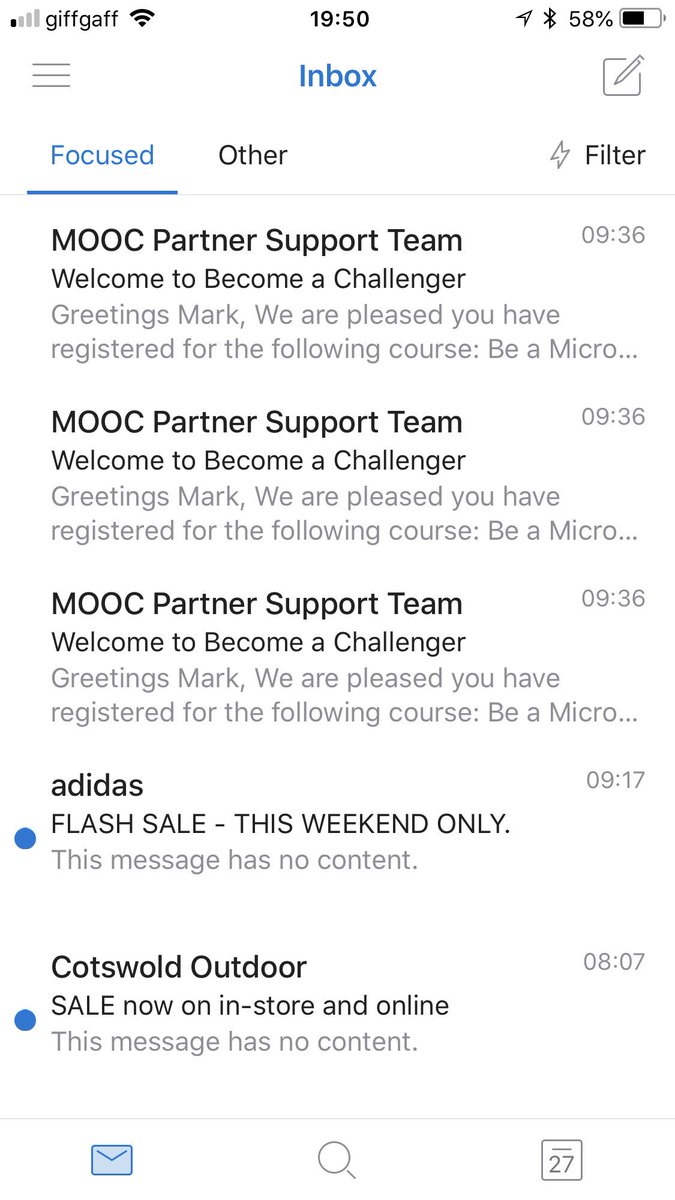 giffgaff 19:50 58%
Inbox
Focused Other Filter
MOOC Partner Support Team 09:36
Welcome to Become a Challenger
Greetings Mark, We are pleased you have
registered for the following course: Be a Micro...
MOOC Partner Support Team 09:36
Welcome to Become a Challenger
Greetings Mark, We are pleased you have
registered for the following course: Be a Micro...
MOOC Partner Support Team 09:36
Welcome to Become a Challenger
Greetings Mark, We are pleased you have
registered for the following course: Be a Micro...
adidas 09:17
FLASH SALE - THIS WEEKEND ONLY.
This message has no content.
Cotswold Outdoor 08:07
SALE now on in-store and online
This message has no content.
27